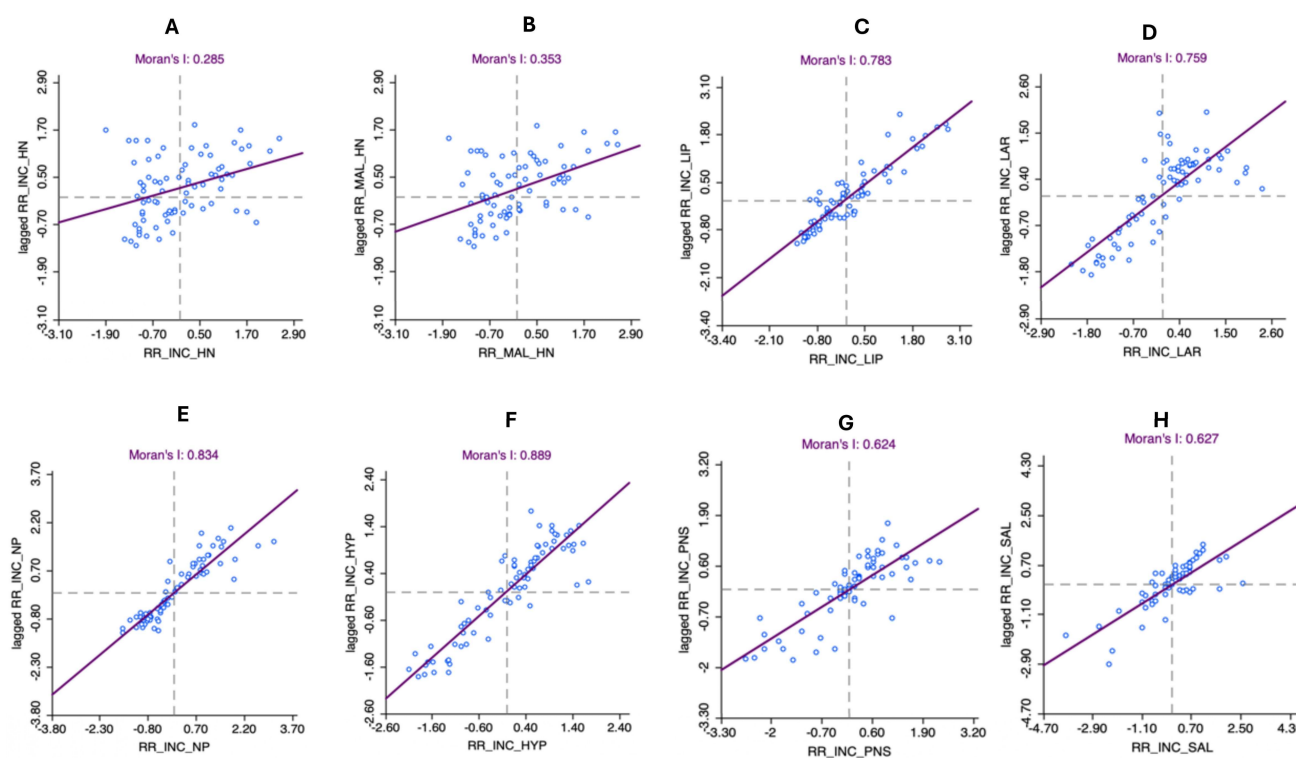 A
Moran's I: 0.285
lagged RR_INC_HN
2.90
1.70
0.50
-0.70
-1.90
-3.10
-3.10 -1.90 -0.70 0.50 1.70 2.90
RR_INC_HN
B
Moran's I: 0.353
lagged RR_MAL_HN
2.90
1.70
0.50
-0.70
-1.90
-3.10
-3.10 -1.90 -0.70 0.50 1.70 2.90
RR_MAL_HN
C
Moran's I: 0.783
lagged RR_INC_LIP
3.10
1.80
0.50
-0.80
-2.10
-3.40
-3.40 -2.10 -0.80 0.50 1.80 3.10
RR_INC_LIP
D
Moran's I: 0.759
lagged RR_INC_LAR
2.60
1.50
0.40
-0.70
-1.80
-2.90
-2.90 -1.80 -0.70 0.40 1.50 2.60
RR_INC_LAR
E
Moran's I: 0.834
lagged RR_INC_NP
3.70
2.20
0.70
-0.80
-2.30
-3.80
-3.80 -2.30 -0.80 0.70 2.20 3.70
RR_INC_NP
F
Moran's I: 0.889
lagged RR_INC_HYP
2.40
1.40
0.40
-0.60
-1.60
-2.60
-2.60 -1.60 -0.60 0.40 1.40 2.40
RR_INC_HYP
G
Moran's I: 0.624
lagged RR_INC_PNS
3.20
1.90
0.60
-0.70
-2
-3.30
-3.30 -2 -0.70 0.60 1.90 3.20
RR_INC_PNS
H
Moran's I: 0.627
lagged RR_INC_SAL
4.30
2.50
0.70
-1.10
-2.90
-4.70
-4.70 -2.90 -1.10 0.70 2.50 4.3
RR_INC_SAL